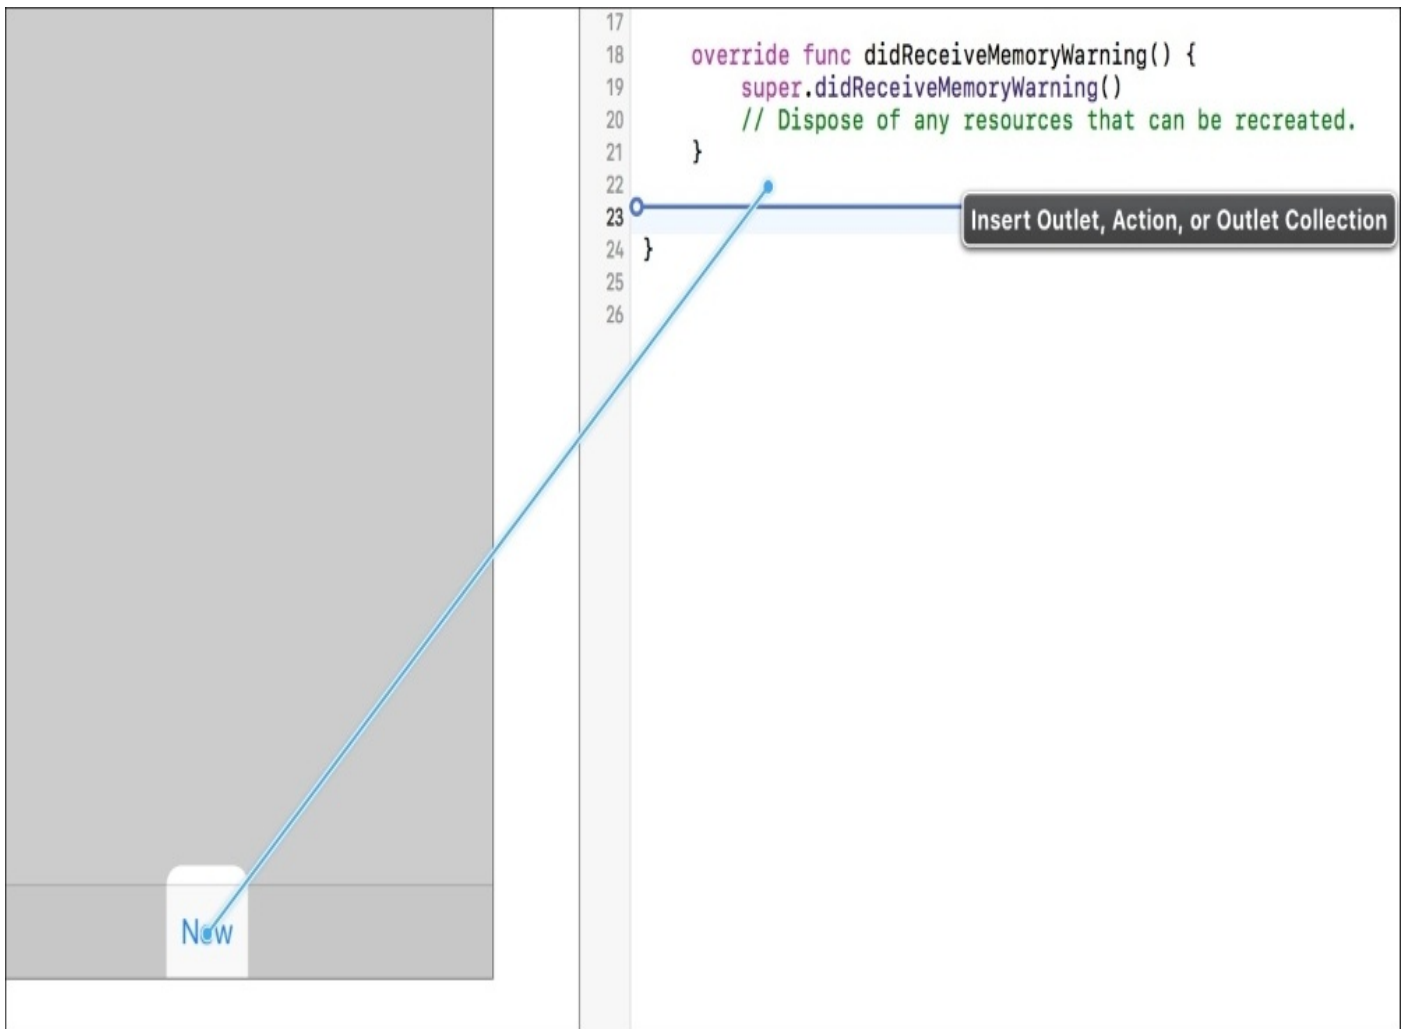 17
18 override func didReceiveMemoryWarning() {
19 super.didReceiveMemoryWarning()
20 // Dispose of any resources that can be recreated.
21 }
22
23 Insert Outlet, Action, or Outlet Collection
24 }
25
26
Now